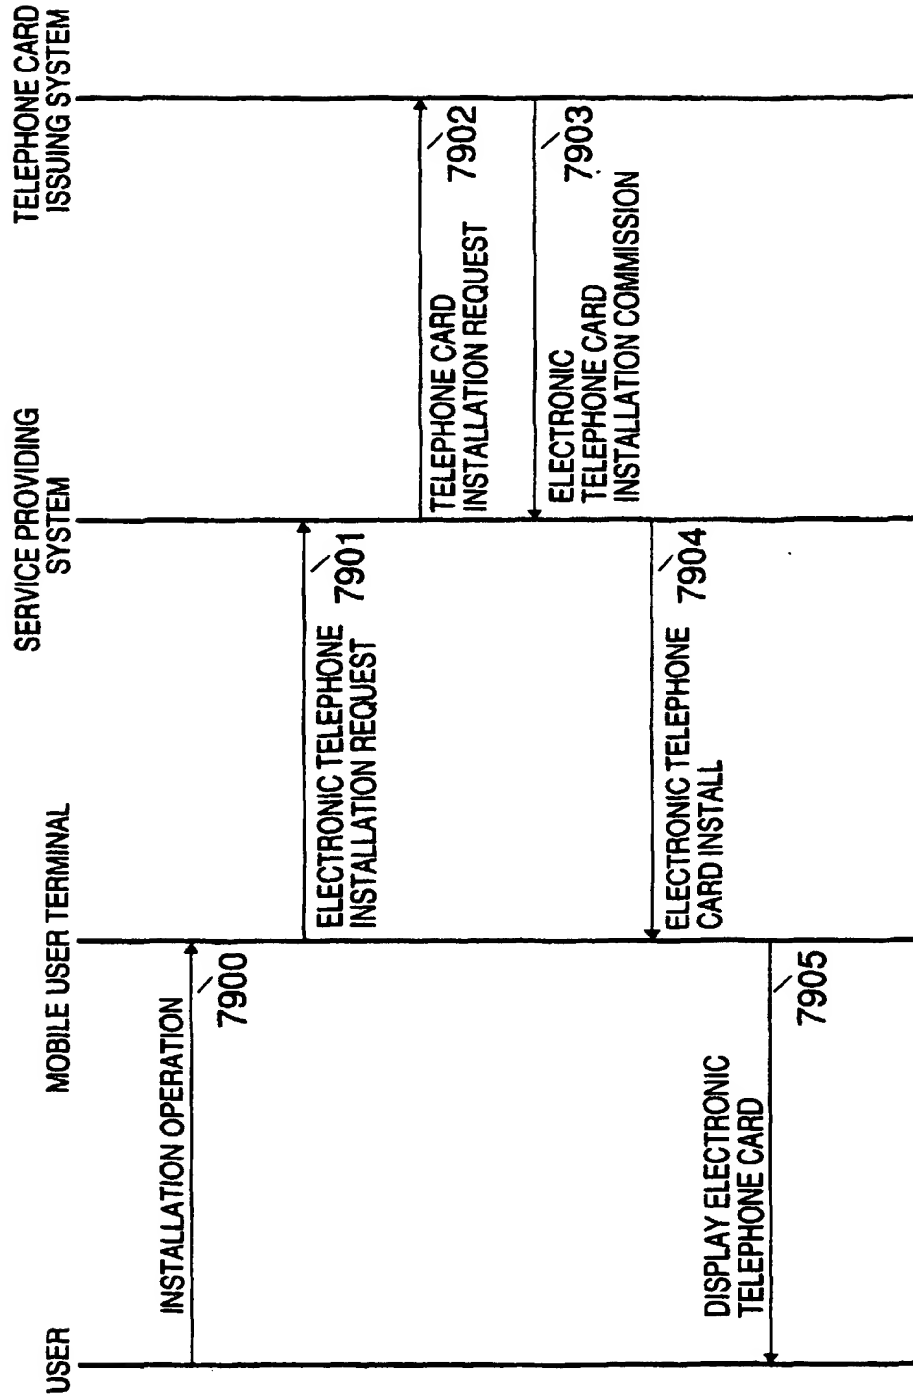 USER
MOBILE USER TERMINAL
SERVICE PROVIDING
SYSTEM
TELEPHONE CARD
ISSUING SYSTEM
INSTALLATION OPERATION
7900
ELECTRONIC TELEPHONE
INSTALLATION REQUEST
7901
TELEPHONE CARD
INSTALLATION REQUEST
7902
ELECTRONIC
TELEPHONE CARD
INSTALLATION COMMISSION
7903
ELECTRONIC TELEPHONE
CARD INSTALL
7904
DISPLAY ELECTRONIC
TELEPHONE CARD
7905